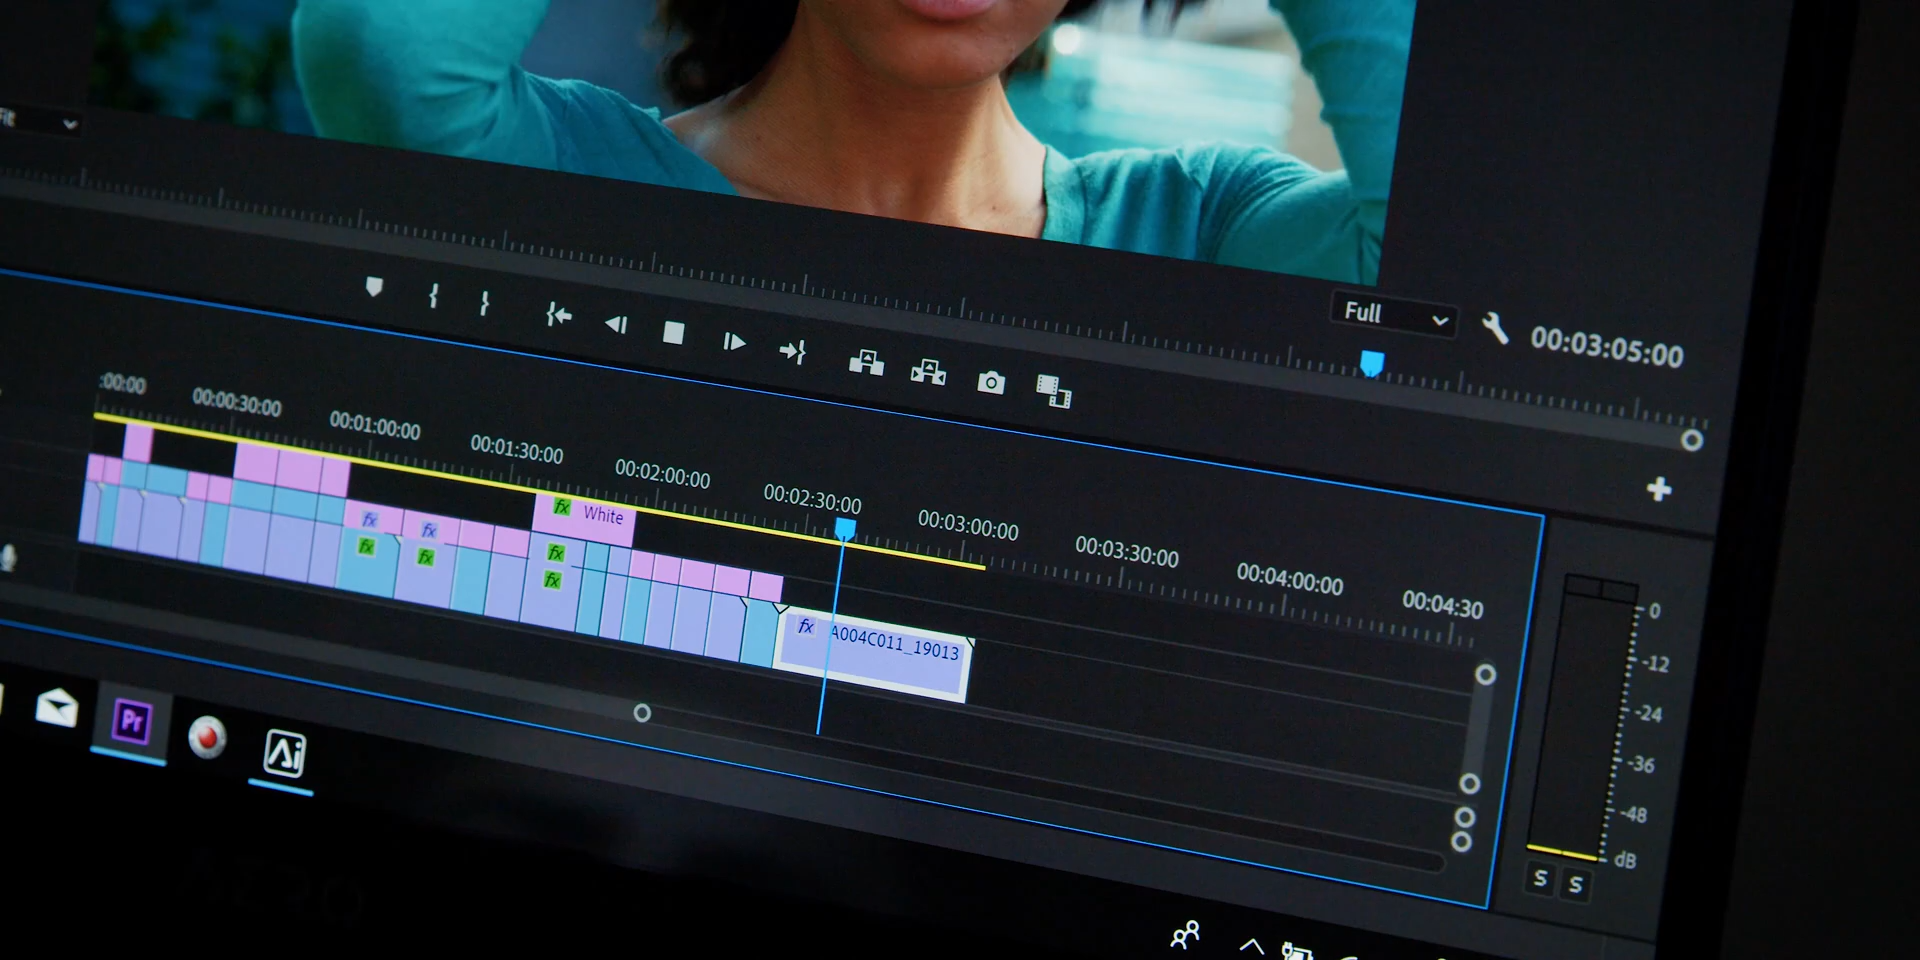 Full
00:03:05:00
:00:00
00:00:30:00
00:01:00:00
00:01:30:00
00:02:00:00
00:02:30:00
00:03:00:00
00:03:30:00
00:04:00:00
00:04:30
fx White
fx
fx
fx
fx
fx
fx
fx A004C011_19013
0
-12
-24
-36
-48
dB
S S
Pr
Ai
AERO